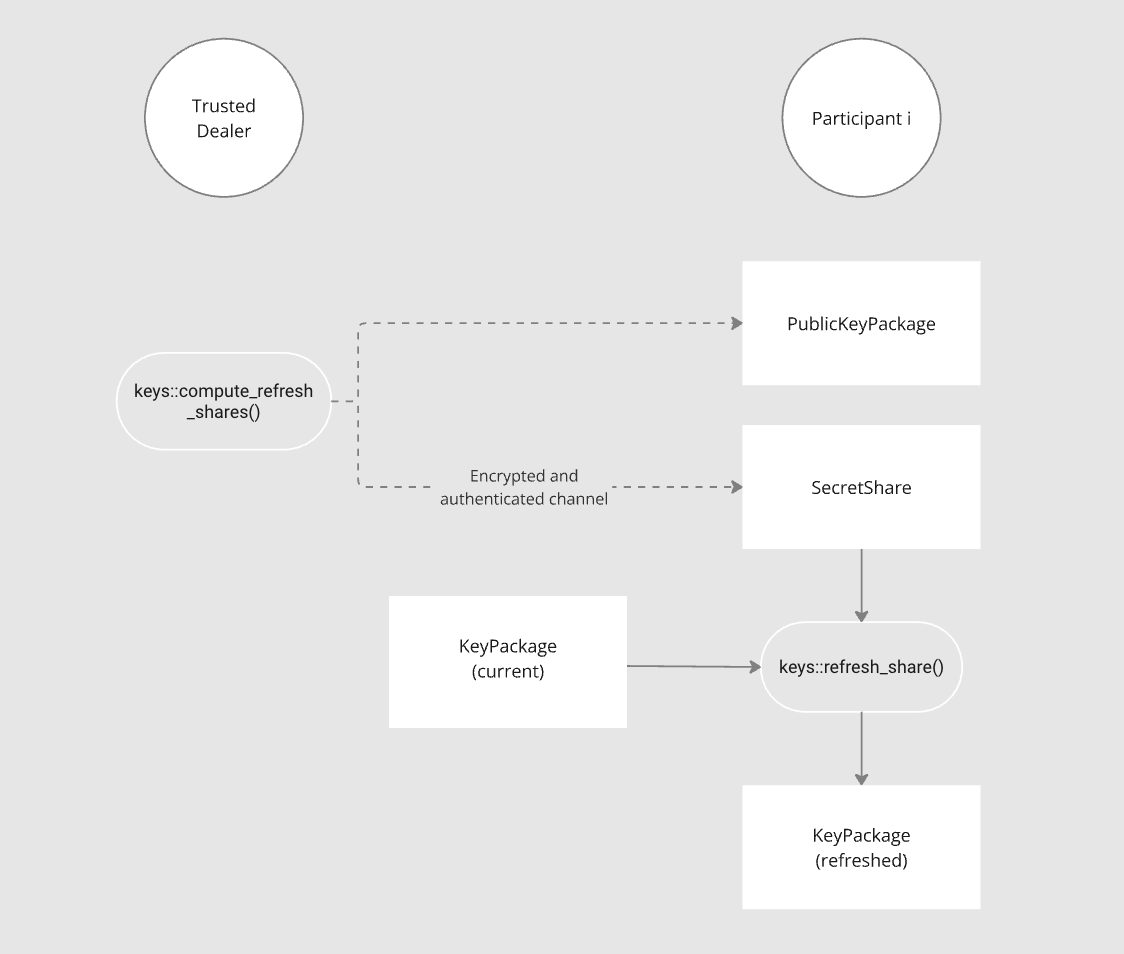 Trusted
Dealer
Participant i
PublicKeyPackage
keys::compute_refresh
_shares()
Encrypted and
authenticated channel
SecretShare
KeyPackage
(current)
keys::refresh_share()
KeyPackage
(refreshed)